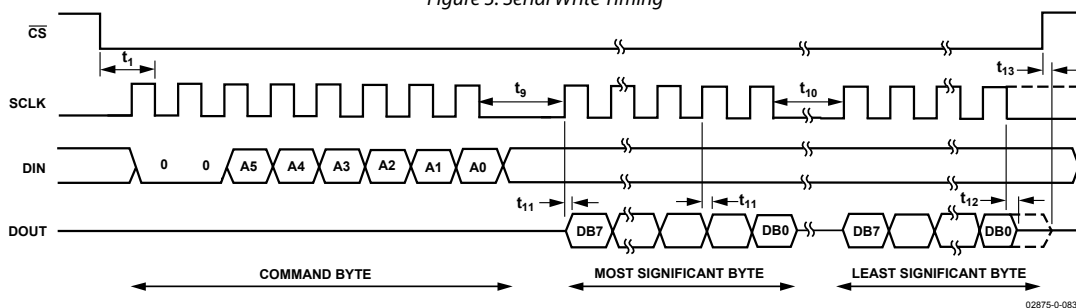 Figure 3. Serial Write Timing
CS
t1
t13
SCLK
t9
t10
DIN
0 0 A5 A4 A3 A2 A1 A0
t11
t11
t12
DOUT
DB7 DB0 DB7 DB0
COMMAND BYTE MOST SIGNIFICANT BYTE LEAST SIGNIFICANT BYTE
02875-0-083